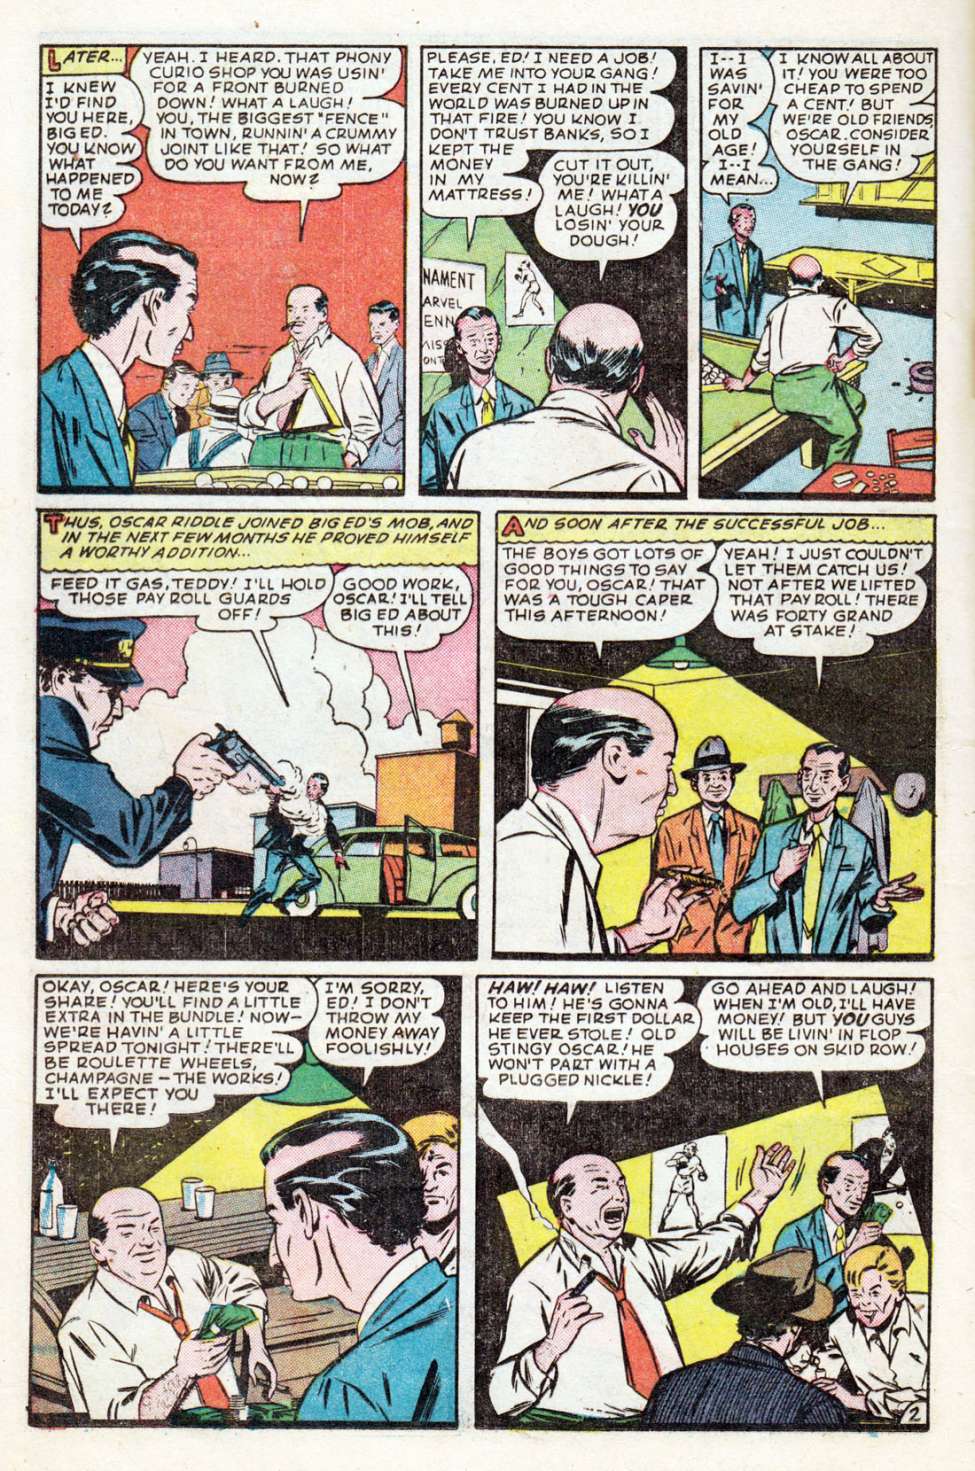 LATER...
I KNEW
I'D FIND
YOU HERE,
BIG ED.
YOU KNOW
WHAT
HAPPENED
TO ME
TODAY?
YEAH. I HEARD. THAT PHONY
CURIO SHOP YOU WAS USIN'
FOR A FRONT BURNED
DOWN! WHAT A LAUGH!
YOU, THE BIGGEST "FENCE"
IN TOWN, RUNNIN' A CRUMMY
JOINT LIKE THAT! SO WHAT
DO YOU WANT FROM ME,
NOW?
PLEASE, ED! I NEED A JOB!
TAKE ME INTO YOUR GANG!
EVERY CENT I HAD IN THE
WORLD WAS BURNED UP IN
THAT FIRE! YOU KNOW I
DON'T TRUST BANKS, SO I
KEPT THE
MONEY
IN MY
MATTRESS!
CUT IT OUT,
YOU'RE KILLIN'
ME! WHAT A
LAUGH! YOU
LOSIN' YOUR
DOUGH!
NAMENT
ARVEL
ENN
AISS
ONT
I--I
WAS
SAVIN'
FOR
MY
OLD
AGE!
I--I
MEAN...
I KNOW ALL ABOUT
IT! YOU WERE TOO
CHEAP TO SPEND
A CENT! BUT
WE'RE OLD FRIENDS,
OSCAR. CONSIDER
YOURSELF IN
THE GANG!
THUS, OSCAR RIDDLE JOINED BIG ED'S MOB, AND
IN THE NEXT FEW MONTHS HE PROVED HIMSELF
A WORTHY ADDITION...
FEED IT GAS, TEDDY! I'LL HOLD
THOSE PAY ROLL GUARDS
OFF!
GOOD WORK,
OSCAR! I'LL TELL
BIG ED ABOUT
THIS!
AND SOON AFTER THE SUCCESSFUL JOB...
THE BOYS GOT LOTS OF
GOOD THINGS TO SAY
FOR YOU, OSCAR! THAT
WAS A TOUGH CAPER
THIS AFTERNOON!
YEAH! I JUST COULDN'T
LET THEM CATCH US!
NOT AFTER WE LIFTED
THAT PAY ROLL! THERE
WAS FORTY GRAND
AT STAKE!
OKAY, OSCAR! HERE'S YOUR
SHARE! YOU'LL FIND A LITTLE
EXTRA IN THE BUNDLE! NOW—
WE'RE HAVIN' A LITTLE
SPREAD TONIGHT! THERE'LL
BE ROULETTE WHEELS,
CHAMPAGNE — THE WORKS!
I'LL EXPECT YOU
THERE!
I'M SORRY,
ED! I DON'T
THROW MY
MONEY AWAY
FOOLISHLY!
HAW! HAW! LISTEN
TO HIM! HE'S GONNA
KEEP THE FIRST DOLLAR
HE EVER STOLE! OLD
STINGY OSCAR! HE
WON'T PART WITH A
PLUGGED NICKLE!
GO AHEAD AND LAUGH!
WHEN I'M OLD, I'LL HAVE
MONEY! BUT YOU GUYS
WILL BE LIVIN' IN FLOP
HOUSES ON SKID ROW!
2